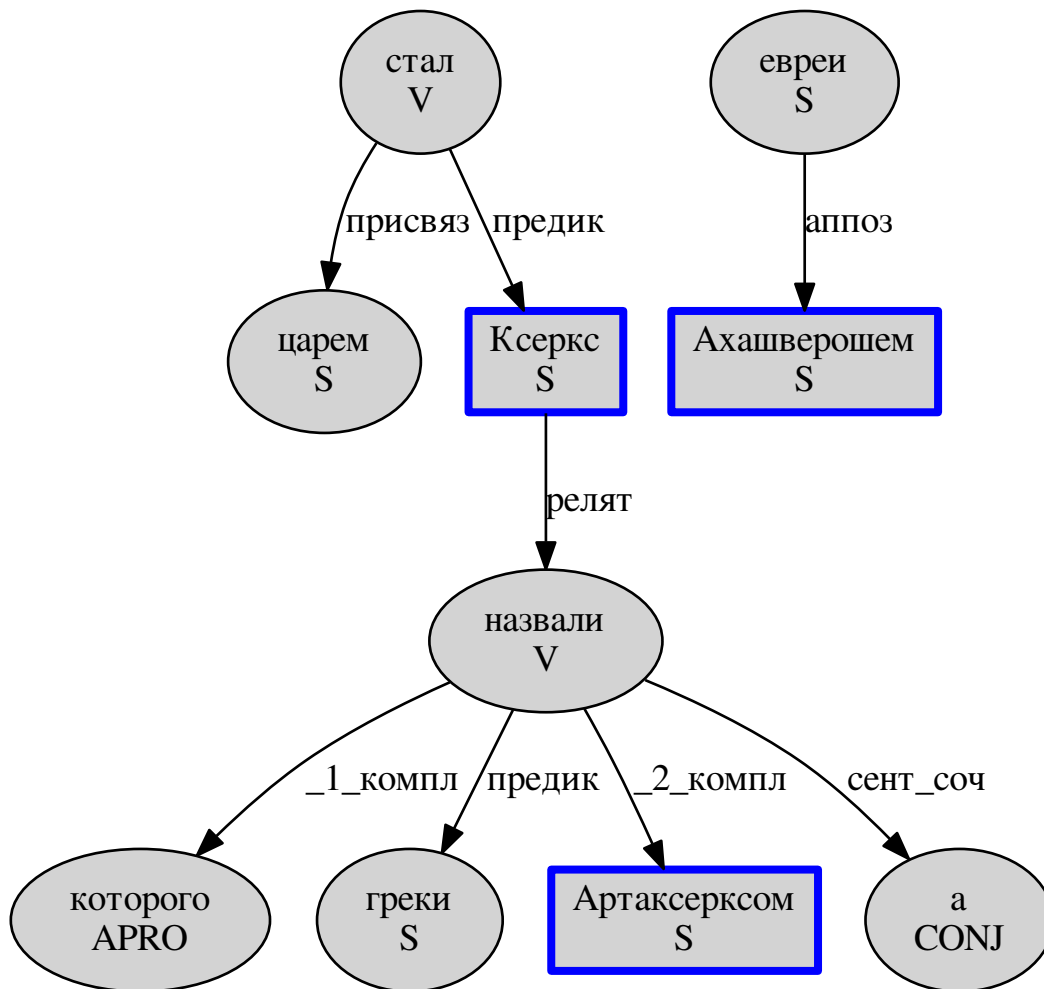 стал
V
евреи
S
присвяз
предик
аппоз
царем
S
Ксеркс
S
Ахашверошем
S
релят
назвали
V
_1_компл
предик
_2_компл
сент_соч
которого
APRO
греки
S
Артаксерксом
S
а
CONJ